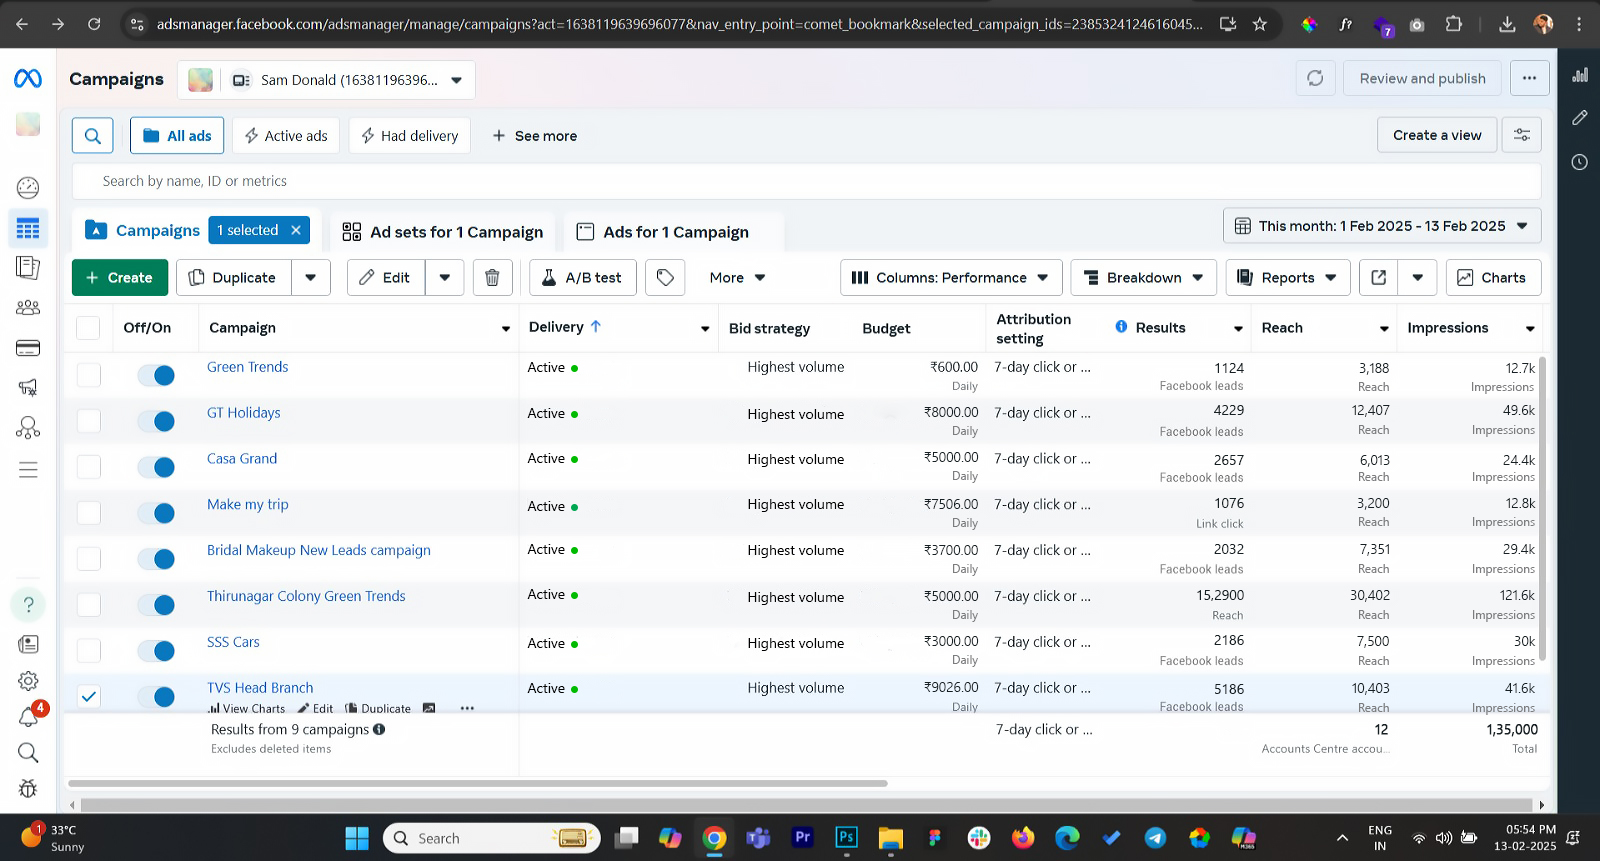 adsmanager.facebook.com/adsmanager/manage/campaigns?act=1638119639696077&nav_entry_point=comet_bookmark&selected_campaign_ids=2385324124616045...
7
Campaigns
Sam Donald (16381196396...
Review and publish
All ads
Active ads
Had delivery
+ See more
Create a view
Search by name, ID or metrics
Campaigns
1 selected ×
Ad sets for 1 Campaign
Ads for 1 Campaign
This month: 1 Feb 2025 - 13 Feb 2025
+ Create
Duplicate
Edit
A/B test
More
Columns: Performance
Breakdown
Reports
Charts
Off/On Campaign Delivery ↑ Bid strategy Budget Attribution setting Results Reach Impressions
Green Trends Active Highest volume ₹600.00 7-day click or ... 1124 3,188 12.7k
Daily Facebook leads Reach Impressions
GT Holidays Active Highest volume ₹8000.00 7-day click or ... 4229 12,407 49.6k
Daily Facebook leads Reach Impressions
Casa Grand Active Highest volume ₹5000.00 7-day click or ... 2657 6,013 24.4k
Daily Facebook leads Reach Impressions
Make my trip Active Highest volume ₹7506.00 7-day click or ... 1076 3,200 12.8k
Daily Link click Reach Impressions
Bridal Makeup New Leads campaign Active Highest volume ₹3700.00 7-day click or ... 2032 7,351 29.4k
Daily Facebook leads Reach Impressions
Thirunagar Colony Green Trends Active Highest volume ₹5000.00 7-day click or ... 15,2900 30,402 121.6k
Daily Reach Reach Impressions
SSS Cars Active Highest volume ₹3000.00 7-day click or ... 2186 7,500 30k
Daily Facebook leads Reach Impressions
TVS Head Branch Active Highest volume ₹9026.00 7-day click or ... 5186 10,403 41.6k
View Charts Edit Duplicate ... Daily Facebook leads Reach Impressions
Results from 9 campaigns 7-day click or ... 12 1,35,000
Excludes deleted items Accounts Centre accou... Total
?
4
1
33°C
Sunny
Search
Pr
Ps
M365
ENG
IN
05:54 PM
13-02-2025